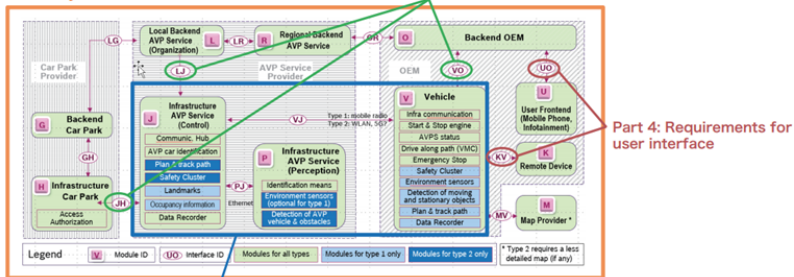 Local Backend
AVP Service
(Organization)
L
LR
R
Regional Backend
AVP Service
OR
O
Backend OEM
LG
LJ
VO
UO
Car Park
Provider
AVP Service
Provider
OEM
G
Backend
Car Park
GH
H
Infrastructure
Car Park
Access
Authorization
JH
J
Infrastructure
AVP Service
(Control)
Communic. Hub
AVP car identification
Plan & track path
Safety Cluster
Landmarks
Occupancy information
Data Recorder
PJ
Ethernet
VJ
Type 1: mobile radio
Type 2: WLAN, 5G?
P
Infrastructure
AVP Service
(Perception)
Identification means
Environment sensors
(optional for type 1)
Detection of AVP
vehicle & obstacles
V
Vehicle
Infra communication
Start & Stop engine
AVPS status
Drive along path (VMC)
Emergency Stop
Safety Cluster
Environment sensors
Detection of moving
and stationary objects
Plan & track path
Data Recorder
U
User Frontend
(Mobile Phone,
Infotainment)
KV
K
Remote Device
MV
M
Map Provider *
Part 4: Requirements for
user interface
Legend
V
Module ID
UO
Interface ID
Modules for all types
Modules for type 1 only
Modules for type 2 only
* Type 2 requires a less
detailed map (if any)